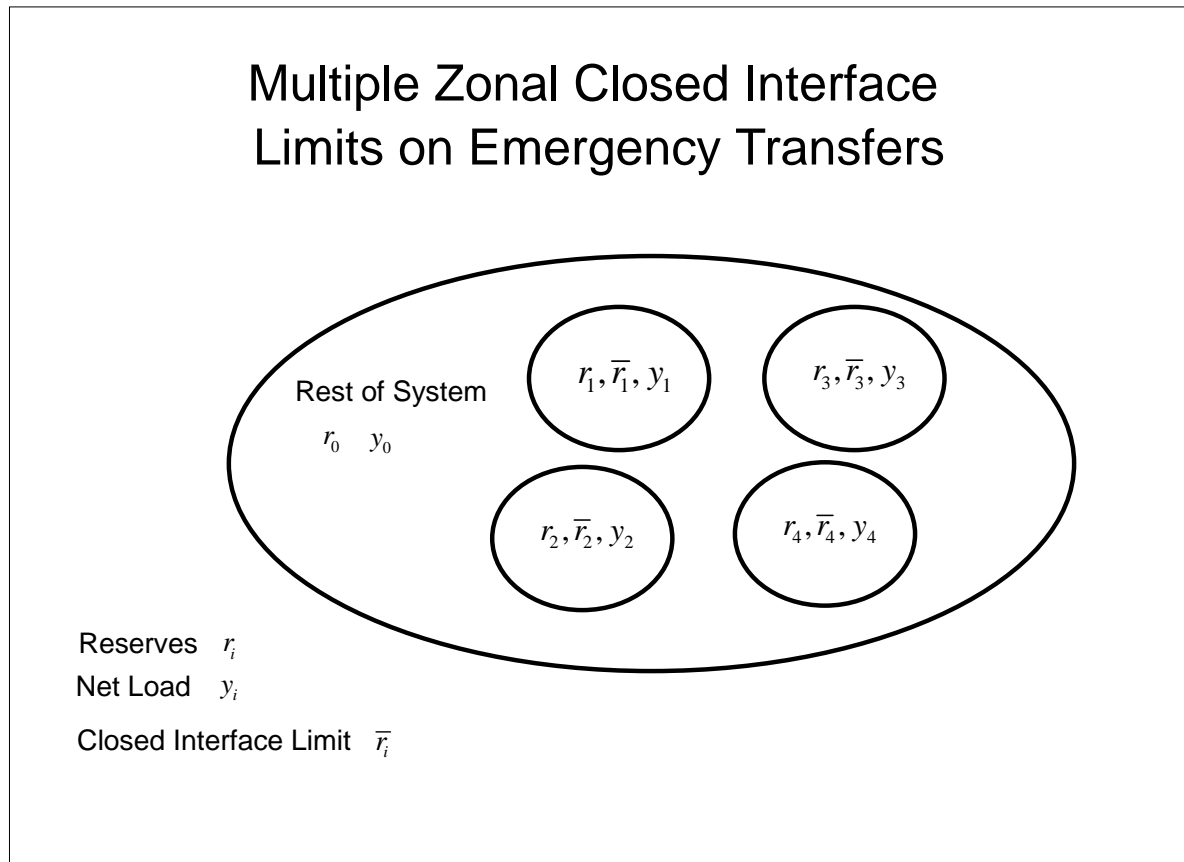 Multiple Zonal Closed Interface
Limits on Emergency Transfers
r₁, r̅₁, y₁
r₃, r̅₃, y₃
Rest of System
r₀ y₀
r₂, r̅₂, y₂
r₄, r̅₄, y₄
Reserves rᵢ
Net Load yᵢ
Closed Interface Limit r̅ᵢ